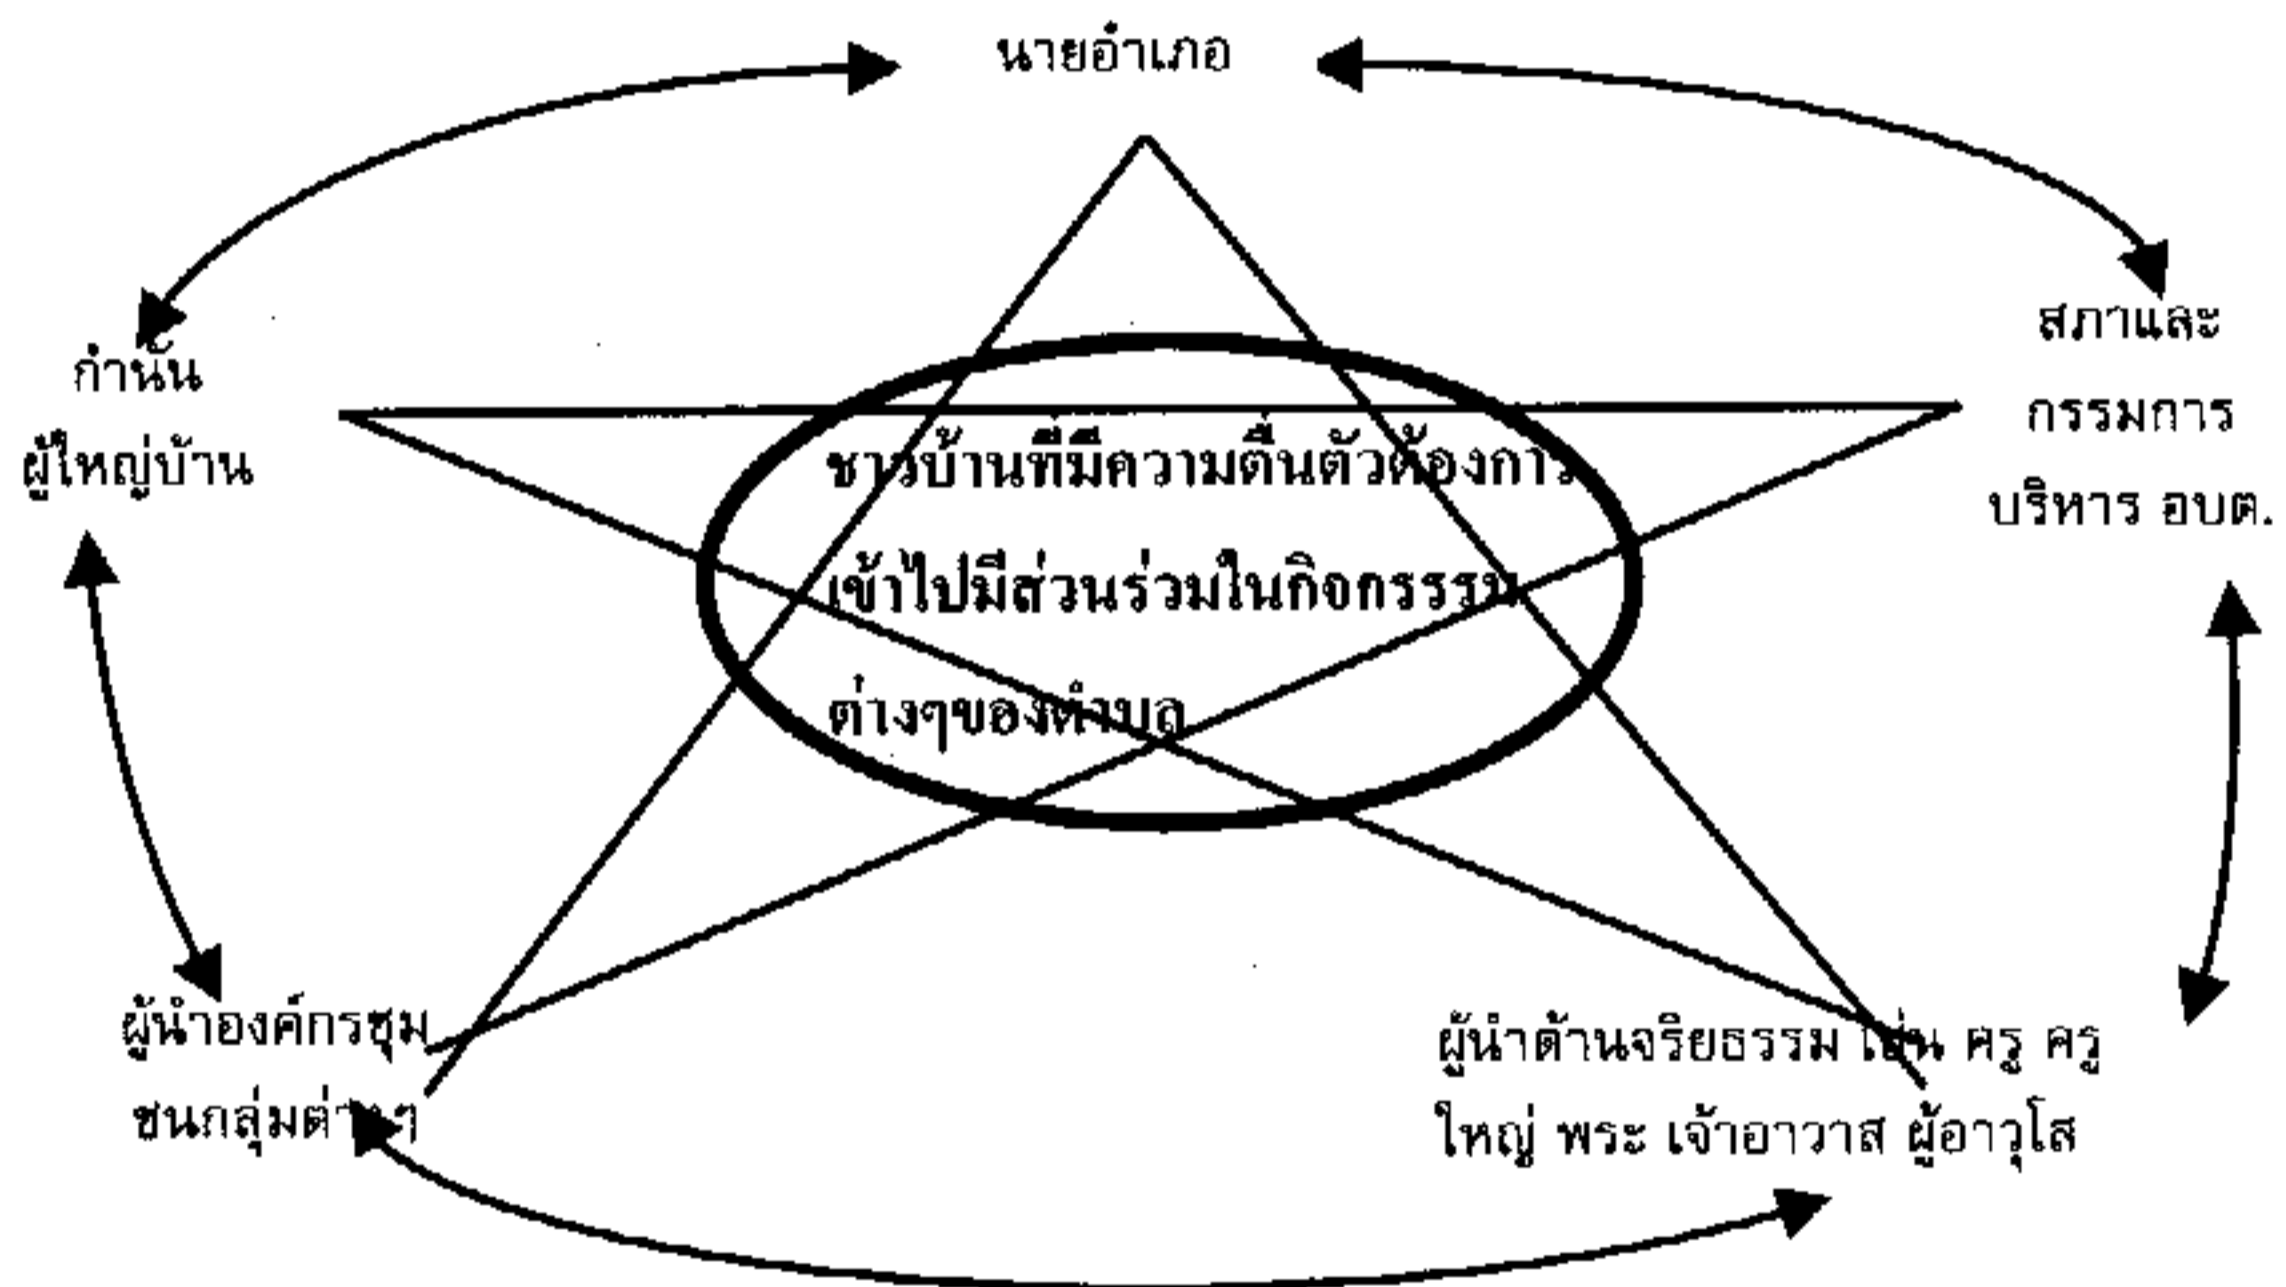 นายอำเภอ
สภาและ
กรรมการ
บริหาร อบต.
กำนัน
ผู้ใหญ่บ้าน
ชาวบ้านที่มีความตื่นตัวต้องการ
เข้าไปมีส่วนร่วมในกิจกรรรม
ต่างๆของตำบล
ผู้นำองค์กรชุม
ชนกลุ่มต่างๆ
ผู้นำด้านจริยธรรม เช่น ครู ครู
ใหญ่ พระ เจ้าอาวาส ผู้อาวุโส